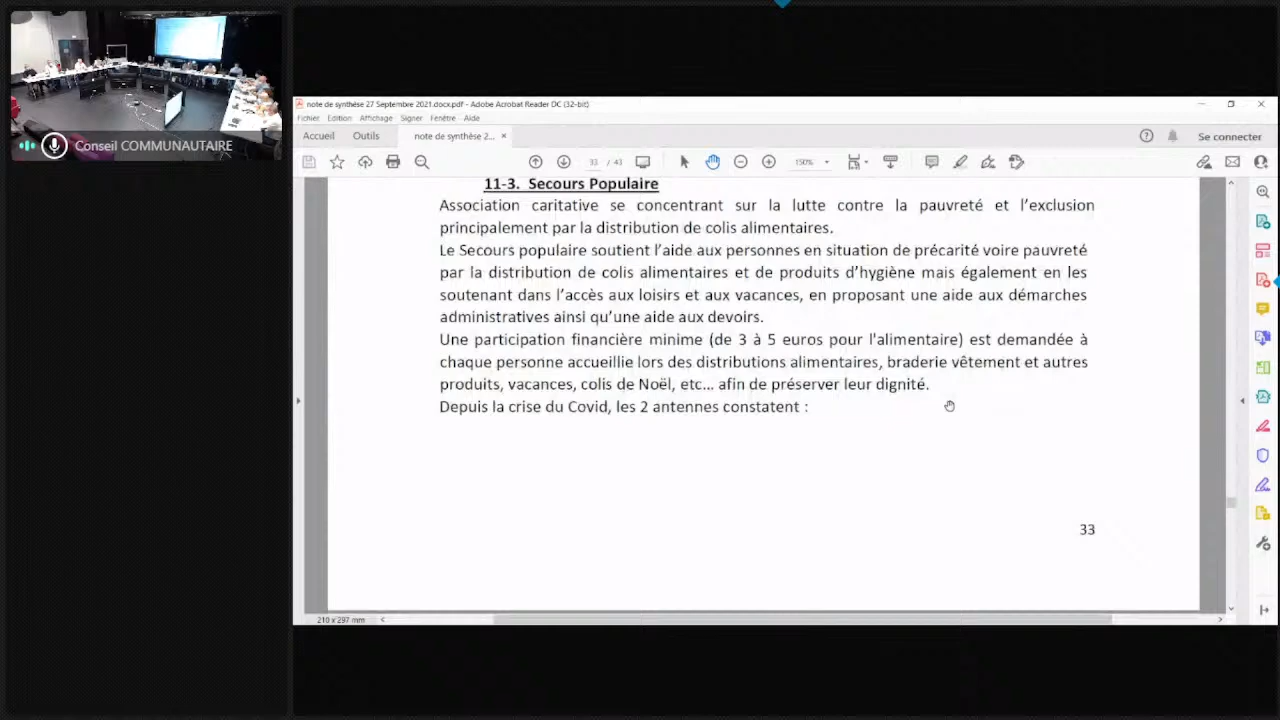 Conseil COMMUNAUTAIRE
note de synthèse 27 Septembre 2021.docx.pdf - Adobe Acrobat Reader DC (32-bit)
Fichier Edition Affichage Signer Fenêtre Aide
Accueil Outils note de synthèse 2... × Se connecter
33 / 43 150%
11-3. Secours Populaire
Association caritative se concentrant sur la lutte contre la pauvreté et l’exclusion
principalement par la distribution de colis alimentaires.
Le Secours populaire soutient l’aide aux personnes en situation de précarité voire pauvreté
par la distribution de colis alimentaires et de produits d’hygiène mais également en les
soutenant dans l’accès aux loisirs et aux vacances, en proposant une aide aux démarches
administratives ainsi qu’une aide aux devoirs.
Une participation financière minime (de 3 à 5 euros pour l'alimentaire) est demandée à
chaque personne accueillie lors des distributions alimentaires, braderie vêtement et autres
produits, vacances, colis de Noël, etc... afin de préserver leur dignité.
Depuis la crise du Covid, les 2 antennes constatent :
33
210 x 297 mm